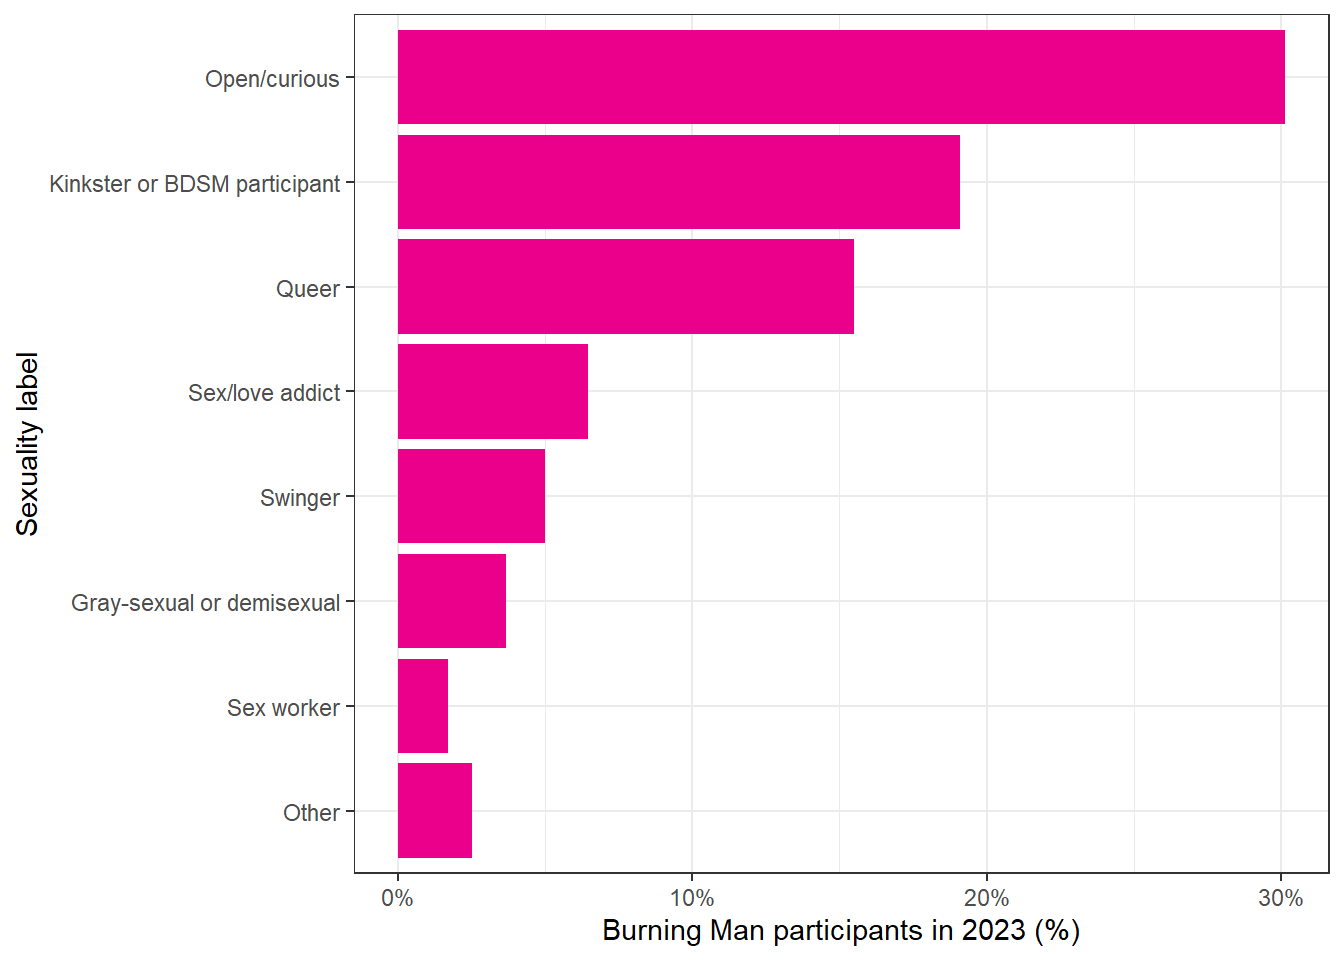 Open/curious
Kinkster or BDSM participant
Queer
Sex/love addict
Swinger
Gray-sexual or demisexual
Sex worker
Other
Sexuality label
0% 10% 20% 30%
Burning Man participants in 2023 (%)